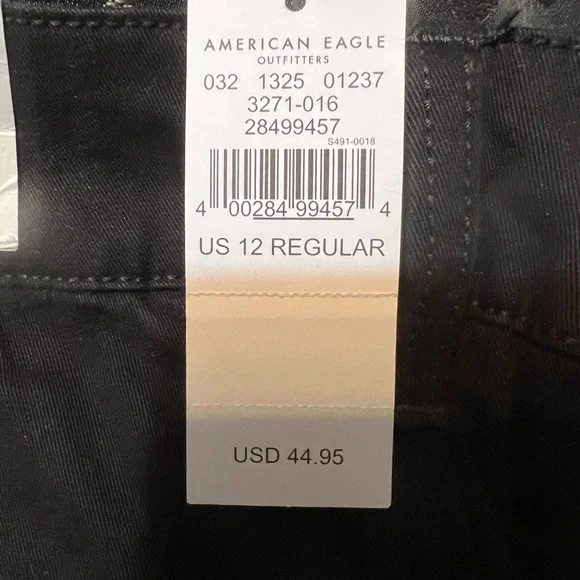 AMERICAN EAGLE
OUTFITTERS
032 1325 01237
3271-016
28499457
S491-0018
4 00284 99457 4
US 12 REGULAR
USD 44.95